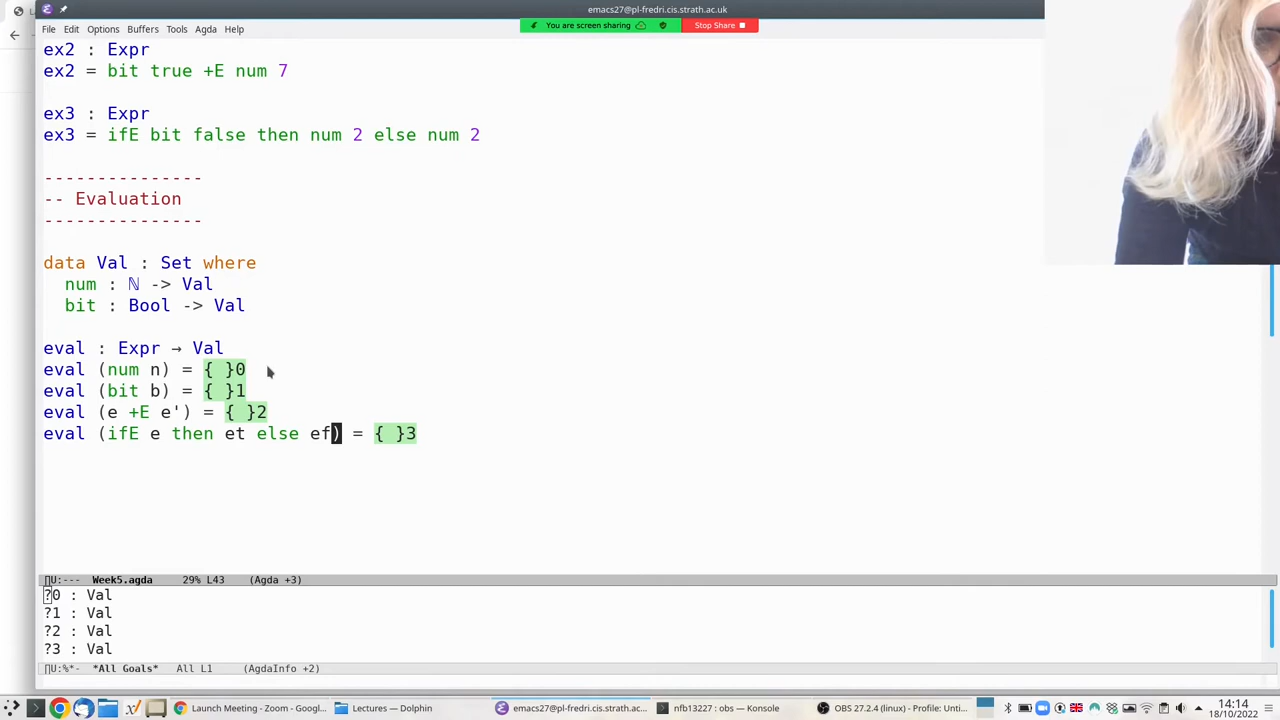 emacs27@pl-fredri.cis.strath.ac.uk
File Edit Options Buffers Tools Agda Help
You are screen sharing
Stop Share
ex2 : Expr
ex2 = bit true +E num 7
ex3 : Expr
ex3 = ifE bit false then num 2 else num 2
---------------
-- Evaluation
---------------
data Val : Set where
num : ℕ -> Val
bit : Bool -> Val
eval : Expr → Val
eval (num n) = { }0
eval (bit b) = { }1
eval (e +E e') = { }2
eval (ifE e then et else ef) = { }3
U:--- Week5.agda 29% L43 (Agda +3)
?0 : Val
?1 : Val
?2 : Val
?3 : Val
U:%*- *All Goals* All L1 (AgdaInfo +2)
Launch Meeting - Zoom - Googl...
Lectures — Dolphin
emacs27@pl-fredri.cis.strath.ac.uk...
nfb13227 : obs — Konsole
OBS 27.2.4 (linux) - Profile: Unti...
14:14
18/10/2022